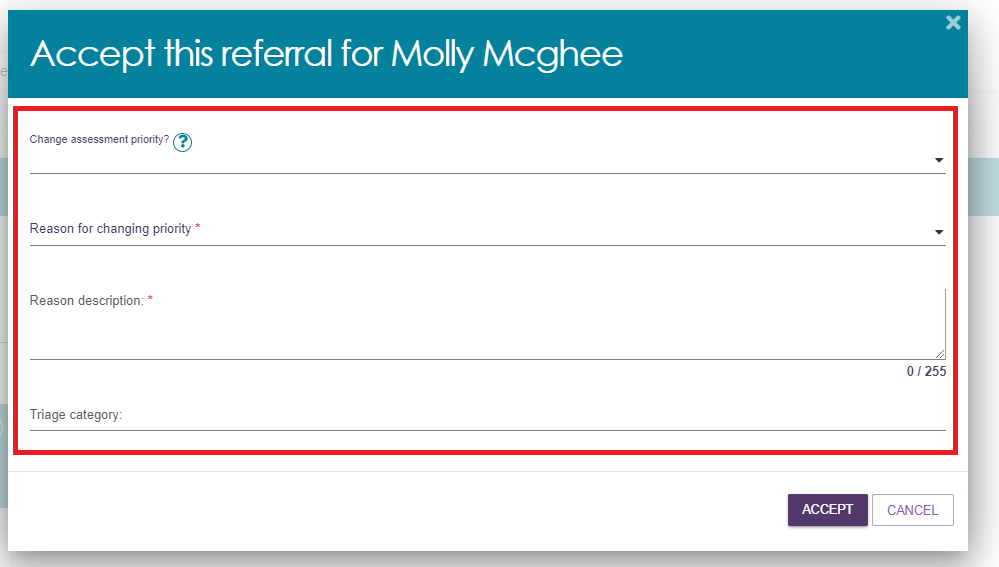 Accept this referral for Molly Mcghee
Change assessment priority? ?
Reason for changing priority *
Reason description: *
0 / 255
Triage category:
ACCEPT CANCEL